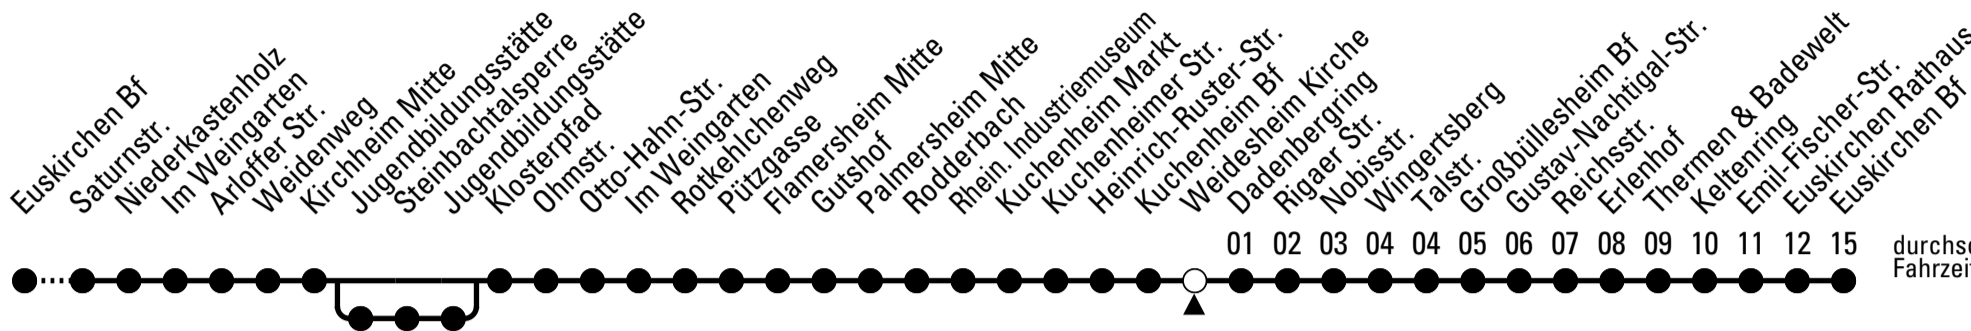 Euskirchen Bf
Saturnstr.
Niederkastenholz
Im Weingarten
Arloffer Str.
Weidenweg
Kirchheim Mitte
Jugendbildungsstätte
Steinbachtalsperre
Jugendbildungsstätte
Klosterpfad
Ohmstr.
Otto-Hahn-Str.
Im Weingarten
Rotkehlchenweg
Pützgasse
Flamersheim Mitte
Gutshof
Palmersheim Mitte
Rodderbach
Rhein. Industriemuseum
Kuchenheim Markt
Kuchenheimer Str.
Heinrich-Ruster-Str.
Kuchenheim Bf
Weidesheim Kirche
Dadenbergring
Rigaer Str.
Nobisstr.
Wingertsberg
Talstr.
Großbüllesheim Bf
Gustav-Nachtigal-Str.
Reichsstr.
Erlenhof
Thermen & Badewelt
Keltenring
Emil-Fischer-Str.
Euskirchen Rathaus
Euskirchen Bf
01 02 03 04 04 05 06 07 08 09 10 11 12 15